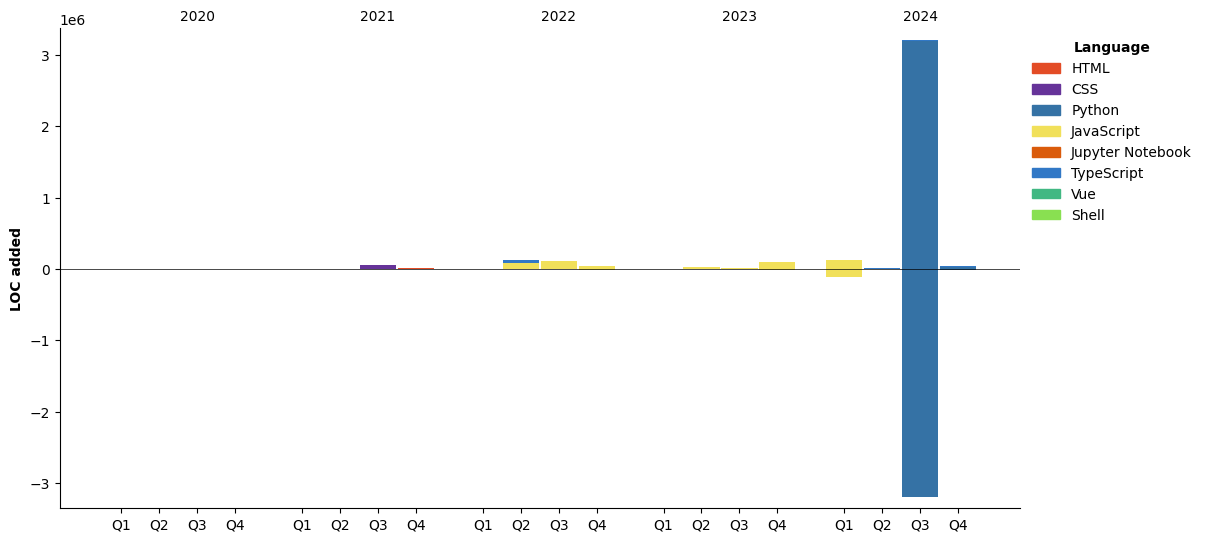 1e6
2020 2021 2022 2023 2024
Language
HTML
CSS
Python
JavaScript
Jupyter Notebook
TypeScript
Vue
Shell
LOC added
3
2
1
0
−1
−2
−3
Q1 Q2 Q3 Q4 Q1 Q2 Q3 Q4 Q1 Q2 Q3 Q4 Q1 Q2 Q3 Q4 Q1 Q2 Q3 Q4